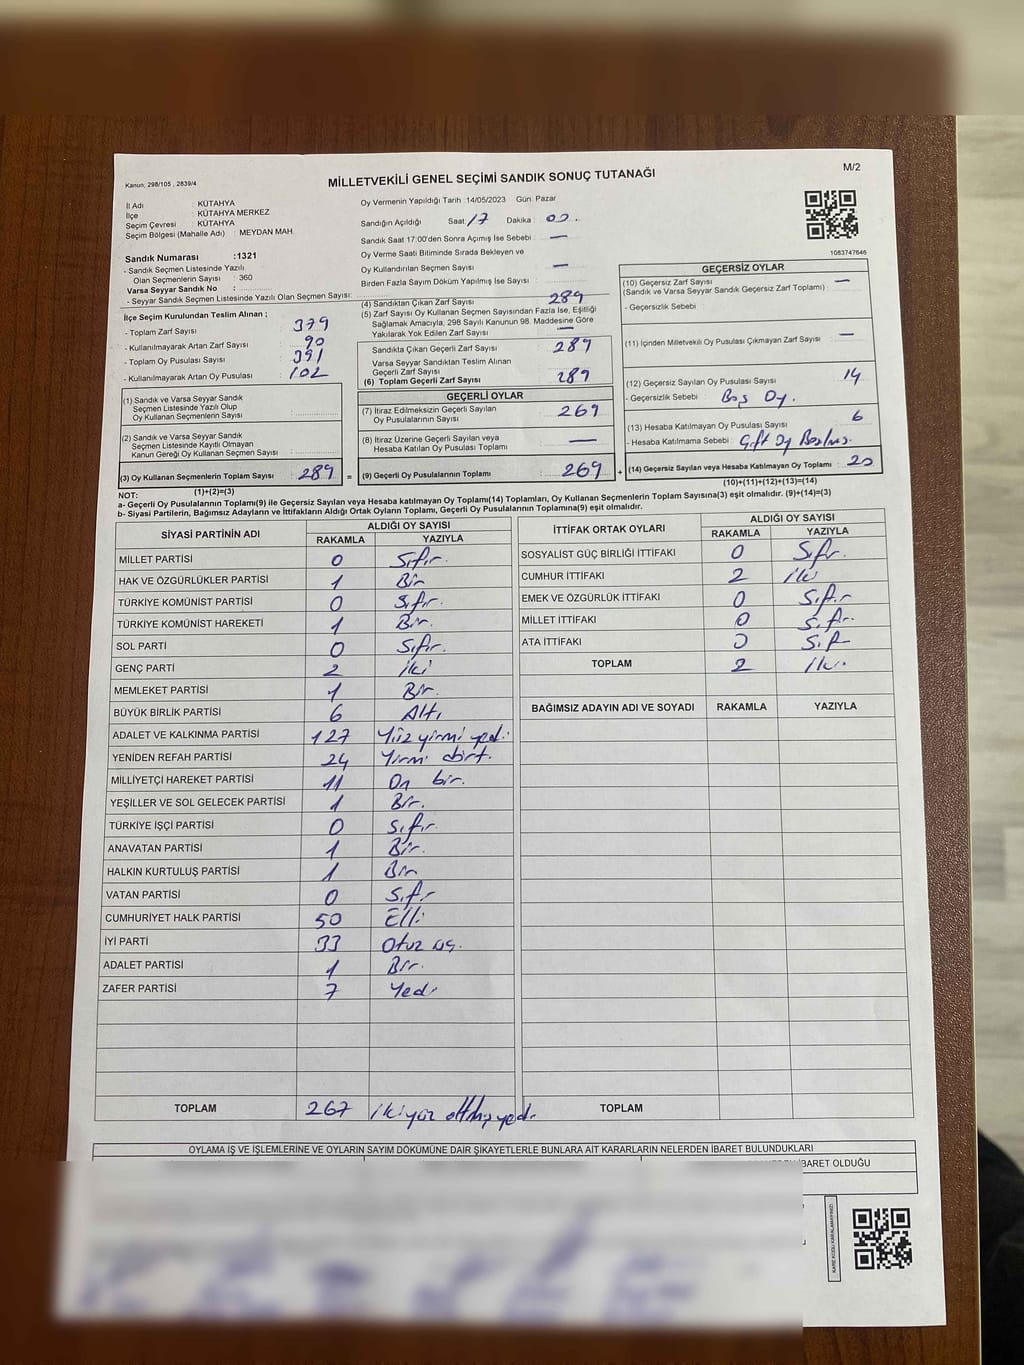 Kanun; 298/105 , 2839/4
MİLLETVEKİLİ GENEL SEÇİMİ SANDIK SONUÇ TUTANAĞI
M/2
İl Adı : KÜTAHYA
İlçe : KÜTAHYA MERKEZ
Seçim Çevresi : KÜTAHYA
Seçim Bölgesi (Mahalle Adı) : MEYDAN MAH.
Sandık Numarası :1321
- Sandık Seçmen Listesinde Yazılı
Olan Seçmenlerin Sayısı : 360
Varsa Seyyar Sandık No :
- Seyyar Sandık Seçmen Listesinde Yazılı Olan Seçmen Sayısı:
İlçe Seçim Kurulundan Teslim Alınan ;
- Toplam Zarf Sayısı 379
- Kullanılmayarak Artan Zarf Sayısı : 90
- Toplam Oy Pusulası Sayısı : 391
- Kullanılmayarak Artan Oy Pusulası : 102
(1) Sandık ve Varsa Seyyar Sandık
Seçmen Listesinde Yazılı Olup
Oy Kullanan Seçmenlerin Sayısı :
(2) Sandık ve Varsa Seyyar Sandık
Seçmen Listesinde Kayıtlı Olmayan
Kanun Gereği Oy Kullanan Seçmen Sayısı :
(3) Oy Kullanan Seçmenlerin Toplam Sayısı : 289 =
(1)+(2)=(3)
Oy Vermenin Yapıldığı Tarih :14/05/2023 Gün: Pazar
Sandığın Açıldığı Saat: 17 Dakika : 00.
Sandık Saat 17:00'den Sonra Açımış İse Sebebi : —
Oy Verme Saati Bitiminde Sırada Bekleyen ve
Oy Kullandırılan Seçmen Sayısı : —
Birden Fazla Sayım Döküm Yapılmış İse Sayısı :
(4) Sandıktan Çıkan Zarf Sayısı : 289
(5) Zarf Sayısı Oy Kullanan Seçmen Sayısından Fazla İse, Eşitliği
Sağlamak Amacıyla, 298 Sayılı Kanunun 98. Maddesine Göre
Yakılarak Yok Edilen Zarf Sayısı : —
Sandıkta Çıkan Geçerli Zarf Sayısı : 289
Varsa Seyyar Sandıktan Teslim Alınan
Geçerli Zarf Sayısı :
(6) Toplam Geçerli Zarf Sayısı : 289
GEÇERLİ OYLAR
(7) İtiraz Edilmeksizin Geçerli Sayılan
Oy Pusulalarının Sayısı : 269
(8) İtiraz Üzerine Geçerli Sayılan veya
Hesaba Katılan Oy Pusulası Toplamı : —
(9) Geçerli Oy Pusulalarının Toplamı : 269 +
1083747646
GEÇERSİZ OYLAR
(10) Geçersiz Zarf Sayısı —
(Sandık ve Varsa Seyyar Sandık Geçersiz Zarf Toplamı) :
- Geçersizlik Sebebi :
(11) İçinden Milletvekili Oy Pusulası Çıkmayan Zarf Sayısı : —
(12) Geçersiz Sayılan Oy Pusulası Sayısı : 14
- Geçersizlik Sebebi : Boş Oy.
(13) Hesaba Katılmayan Oy Pusulası Sayısı : 6
- Hesaba Katılmama Sebebi : Çift Oy
(14) Geçersiz Sayılan veya Hesaba Katılmayan Oy Toplamı : 20
(10)+(11)+(12)+(13)=(14)
NOT:
a- Geçerli Oy Pusulalarının Toplamı(9) ile Geçersiz Sayılan veya Hesaba katılmayan Oy Toplamı(14) Toplamları, Oy Kullanan Seçmenlerin Toplam Sayısına(3) eşit olmalıdır. (9)+(14)=(3)
b- Siyasi Partilerin, Bağımsız Adayların ve İttifakların Aldığı Ortak Oyların Toplamı, Geçerli Oy Pusulalarının Toplamına(9) eşit olmalıdır.
SİYASİ PARTİNİN ADI ALDIĞI OY SAYISI
RAKAMLA YAZIYLA
MİLLET PARTİSİ 0 Sıfır.
HAK VE ÖZGÜRLÜKLER PARTİSİ 1 Bir
TÜRKİYE KOMÜNİST PARTİSİ 0 Sıfır.
TÜRKİYE KOMÜNİST HAREKETİ 1 Bir.
SOL PARTİ 0 Sıfır.
GENÇ PARTİ 2 iki
MEMLEKET PARTİSİ 1 Bir.
BÜYÜK BİRLİK PARTİSİ 6 Altı
ADALET VE KALKINMA PARTİSİ 127 Yüz yirmi yedi.
YENİDEN REFAH PARTİSİ 24 Yirmi dört.
MİLLİYETÇİ HAREKET PARTİSİ 11 On bir.
YEŞİLLER VE SOL GELECEK PARTİSİ 1 Bir.
TÜRKİYE İŞÇİ PARTİSİ 0 Sıfır.
ANAVATAN PARTİSİ 1 Bir.
HALKIN KURTULUŞ PARTİSİ 1 Bir
VATAN PARTİSİ 0 Sıfır
CUMHURİYET HALK PARTİSİ 50 Elli
İYİ PARTİ 33 Otuz üç.
ADALET PARTİSİ 1 Bir.
ZAFER PARTİSİ 7 Yedi
TOPLAM 267 ikiyüz altmış yedi.
İTTİFAK ORTAK OYLARI ALDIĞI OY SAYISI
RAKAMLA YAZIYLA
SOSYALİST GÜÇ BİRLİĞİ İTTİFAKI 0 Sıfır.
CUMHUR İTTİFAKI 2 iki
EMEK VE ÖZGÜRLÜK İTTİFAKI 0 Sıfır
MİLLET İTTİFAKI 0 Sıfır.
ATA İTTİFAKI 0 Sıf
TOPLAM 2 iki.
BAĞIMSIZ ADAYIN ADI VE SOYADI RAKAMLA YAZIYLA
TOPLAM
OYLAMA İŞ VE İŞLEMLERİNE VE OYLARIN SAYIM DÖKÜMÜNE DAİR ŞİKAYETLERLE BUNLARA AİT KARARLARIN NELERDEN İBARET BULUNDUKLARI
İBARET OLDUĞU
KARE KODU KARALAMAYINIZ!